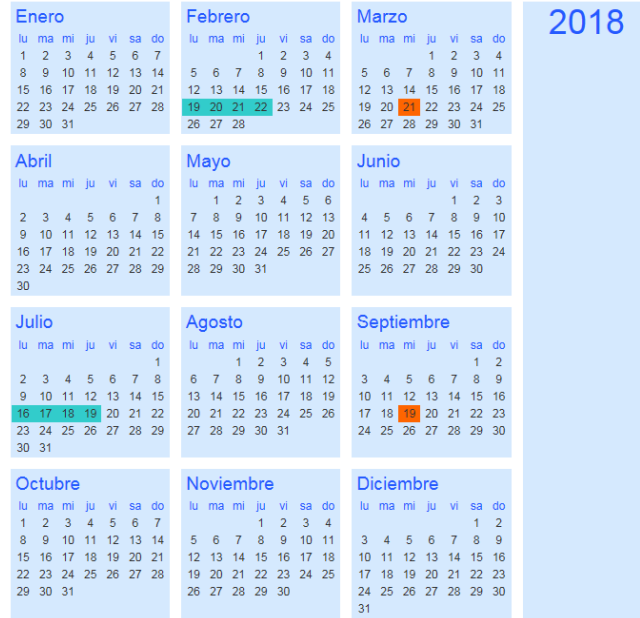 Enero Febrero Marzo 2018
lu ma mi ju vi sa do lu ma mi ju vi sa do lu ma mi ju vi sa do
1 2 3 4 5 6 7 1 2 3 4 1 2 3 4
8 9 10 11 12 13 14 5 6 7 8 9 10 11 5 6 7 8 9 10 11
15 16 17 18 19 20 21 12 13 14 15 16 17 18 12 13 14 15 16 17 18
22 23 24 25 26 27 28 19 20 21 22 23 24 25 19 20 21 22 23 24 25
29 30 31 26 27 28 26 27 28 29 30 31
Abril Mayo Junio
lu ma mi ju vi sa do lu ma mi ju vi sa do lu ma mi ju vi sa do
1 1 2 3 4 5 6 1 2 3
2 3 4 5 6 7 8 7 8 9 10 11 12 13 4 5 6 7 8 9 10
9 10 11 12 13 14 15 14 15 16 17 18 19 20 11 12 13 14 15 16 17
16 17 18 19 20 21 22 21 22 23 24 25 26 27 18 19 20 21 22 23 24
23 24 25 26 27 28 29 28 29 30 31 25 26 27 28 29 30
30
Julio Agosto Septiembre
lu ma mi ju vi sa do lu ma mi ju vi sa do lu ma mi ju vi sa do
1 1 2 3 4 5 1 2
2 3 4 5 6 7 8 6 7 8 9 10 11 12 3 4 5 6 7 8 9
9 10 11 12 13 14 15 13 14 15 16 17 18 19 10 11 12 13 14 15 16
16 17 18 19 20 21 22 20 21 22 23 24 25 26 17 18 19 20 21 22 23
23 24 25 26 27 28 29 27 28 29 30 31 24 25 26 27 28 29 30
30 31
Octubre Noviembre Diciembre
lu ma mi ju vi sa do lu ma mi ju vi sa do lu ma mi ju vi sa do
1 2 3 4 5 6 7 1 2 3 4 1 2
8 9 10 11 12 13 14 5 6 7 8 9 10 11 3 4 5 6 7 8 9
15 16 17 18 19 20 21 12 13 14 15 16 17 18 10 11 12 13 14 15 16
22 23 24 25 26 27 28 19 20 21 22 23 24 25 17 18 19 20 21 22 23
29 30 31 26 27 28 29 30 24 25 26 27 28 29 30
31